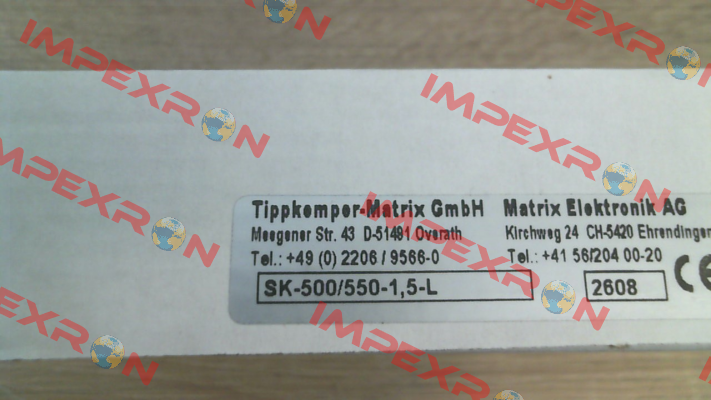 Tippkemper-Matrix GmbH
Meegener Str. 43 D-51491 Overath
Tel.: +49 (0) 2206 / 9566-0
SK-500/550-1,5-L
Matrix Elektronik AG
Kirchweg 24 CH-5420 Ehrendingen
Tel.: +41 56/204 00-20
2608
CE
IMPEXRON
IMPEXRON
IMPEXRON
IMPEXRON
IMPEXRON
IMPEXRON
IMPEXRON